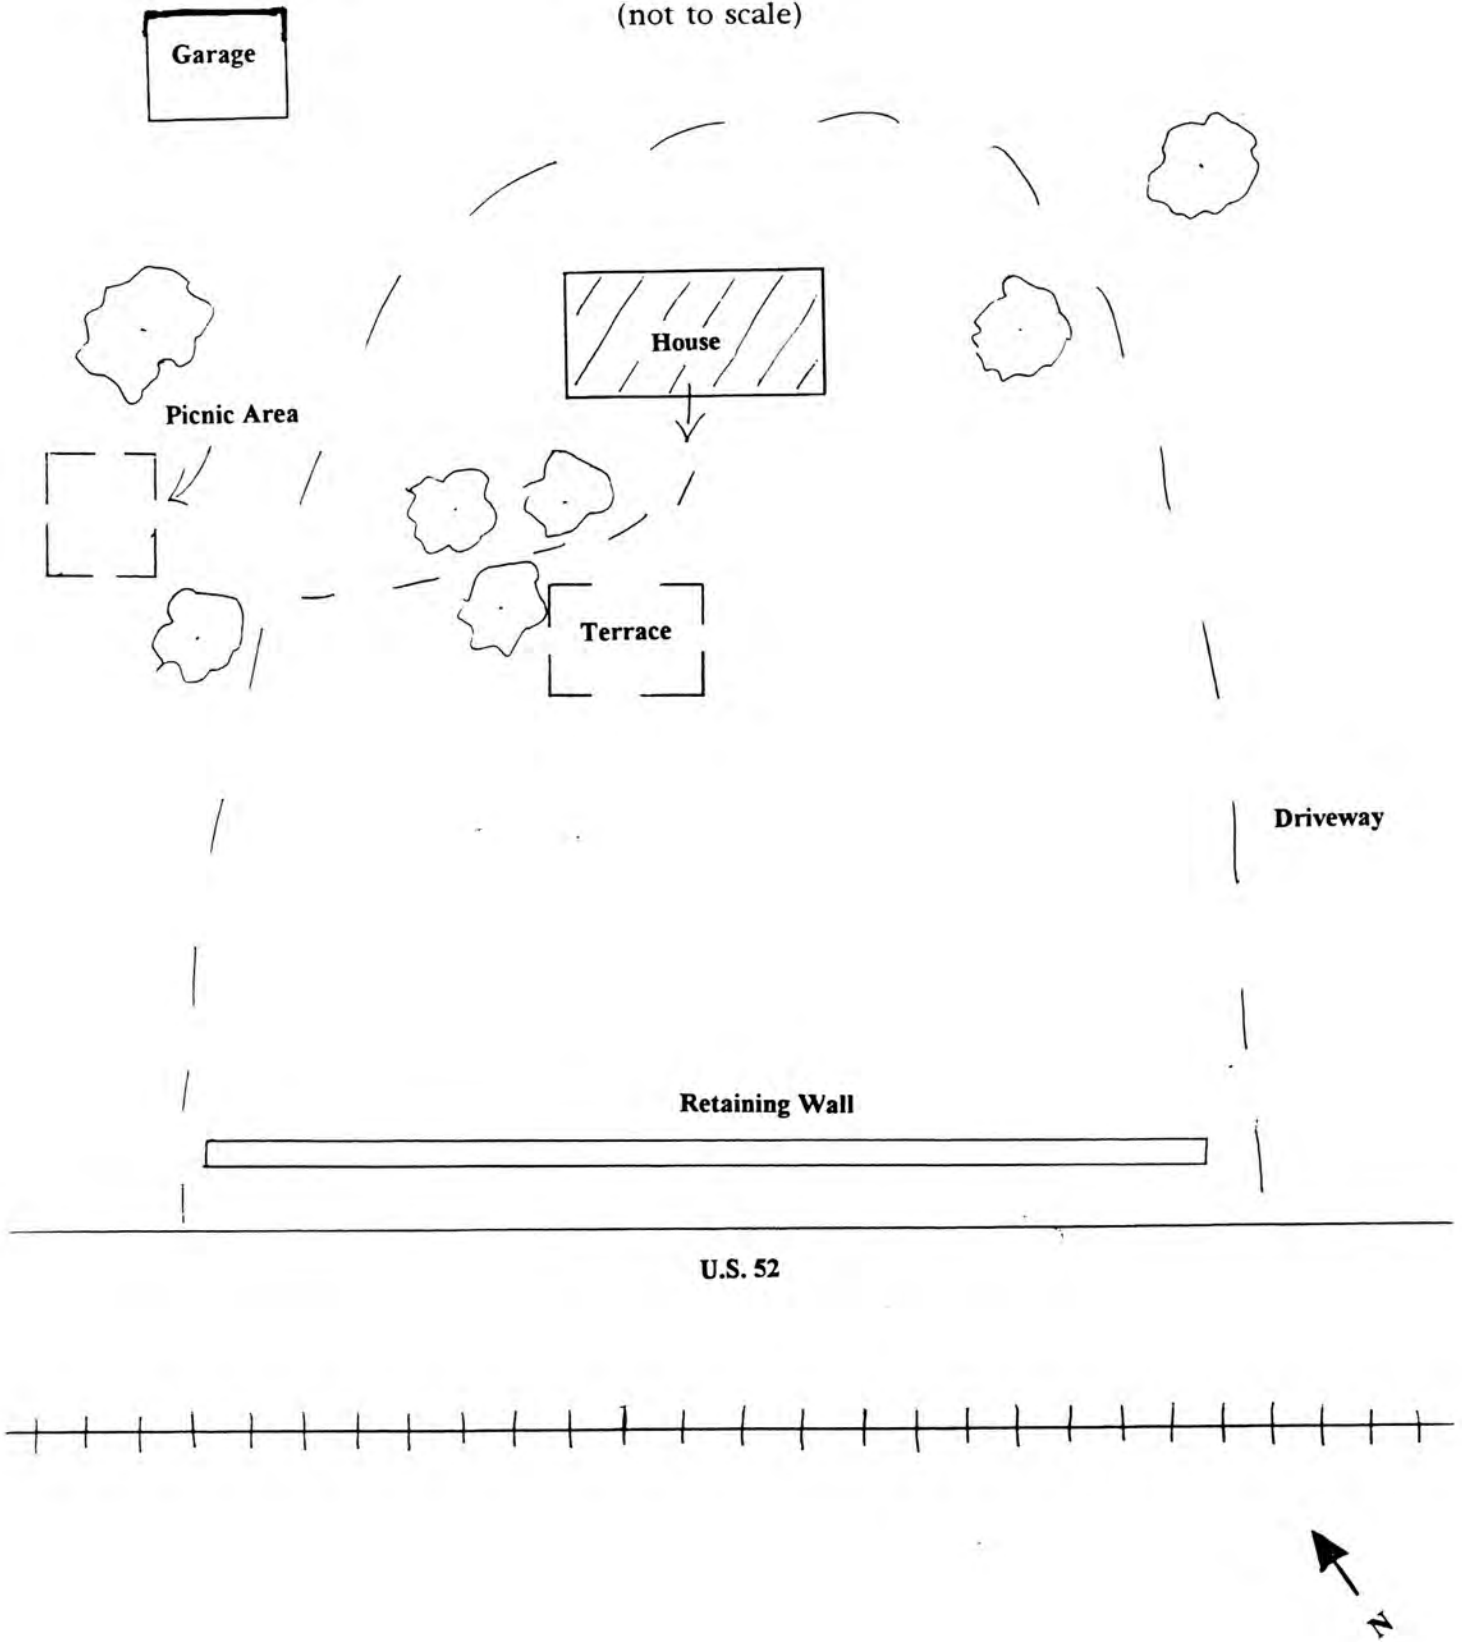 (not to scale)
Garage
House
Picnic Area
Terrace
Driveway
Retaining Wall
U.S. 52
N